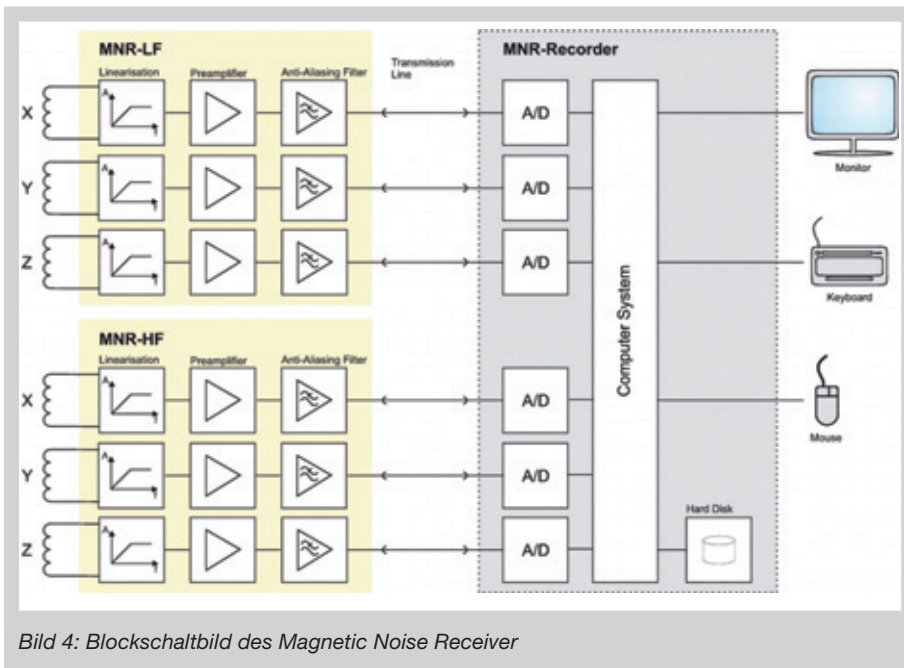 MNR-LF
Linearisation Preamplifier Anti-Aliasing Filter
Transmission
Line
MNR-Recorder
X A A/D
Y A A/D
Z A A/D
Monitor
Keyboard
Computer System
MNR-HF
Linearisation Preamplifier Anti-Aliasing Filter
X A A/D
Y A A/D
Z A A/D
Mouse
Hard Disk
Bild 4: Blockschaltbild des Magnetic Noise Receiver